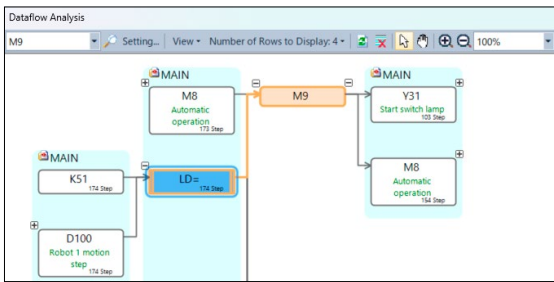 Dataflow Analysis
M9 Setting... View Number of Rows to Display: 4 100%
MAIN
M8
Automatic
operation
173 Step
M9
MAIN
Y31
Start switch lamp
103 Step
M8
Automatic
operation
154 Step
MAIN
K51
174 Step
LD=
174 Step
D100
Robot 1 motion
step
174 Step